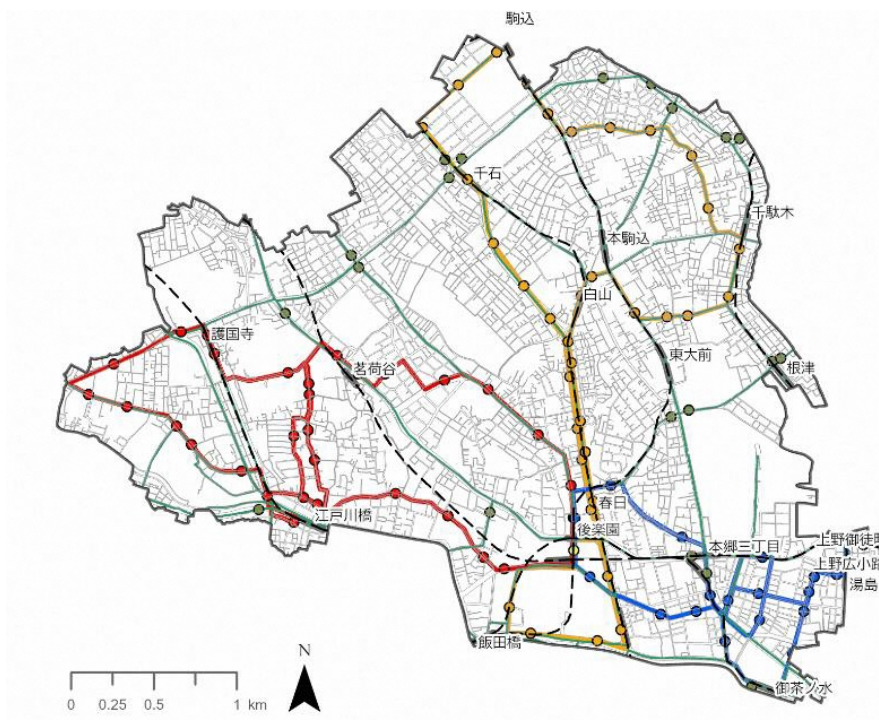 駒込
千石
千駄木
本駒込
白山
護国寺
東大前
根津
茗荷谷
春日
江戸川橋
後楽園
本郷三丁目
上野御徒町
上野広小路
湯島
飯田橋
御茶ノ水
N
0 0.25 0.5 1 km